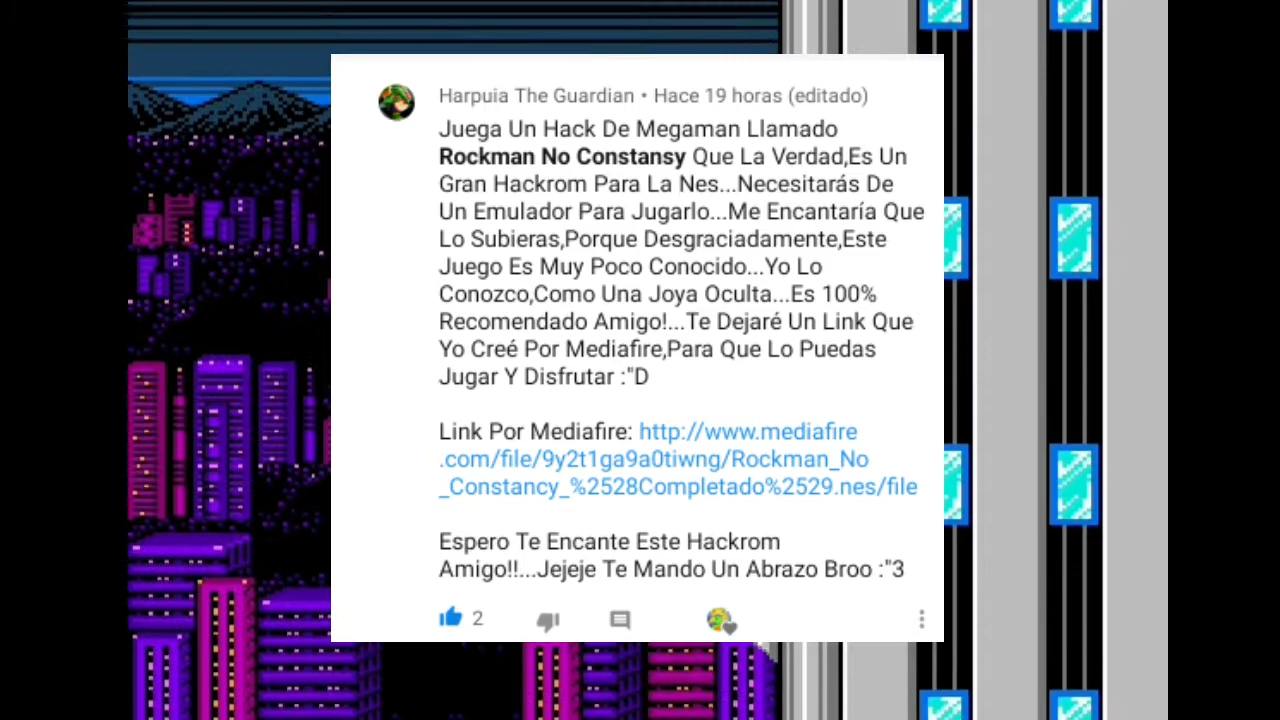 Harpuia The Guardian • Hace 19 horas (editado)
Juega Un Hack De Megaman Llamado
Rockman No Constansy Que La Verdad,Es Un
Gran Hackrom Para La Nes...Necesitarás De
Un Emulador Para Jugarlo...Me Encantaría Que
Lo Subieras,Porque Desgraciadamente,Este
Juego Es Muy Poco Conocido...Yo Lo
Conozco,Como Una Joya Oculta...Es 100%
Recomendado Amigo!...Te Dejaré Un Link Que
Yo Creé Por Mediafire,Para Que Lo Puedas
Jugar Y Disfrutar :"D
Link Por Mediafire: http://www.mediafire
.com/file/9y2t1ga9a0tiwng/Rockman_No
_Constancy_%2528Completado%2529.nes/file
Espero Te Encante Este Hackrom
Amigo!!...Jejeje Te Mando Un Abrazo Broo :"3
2